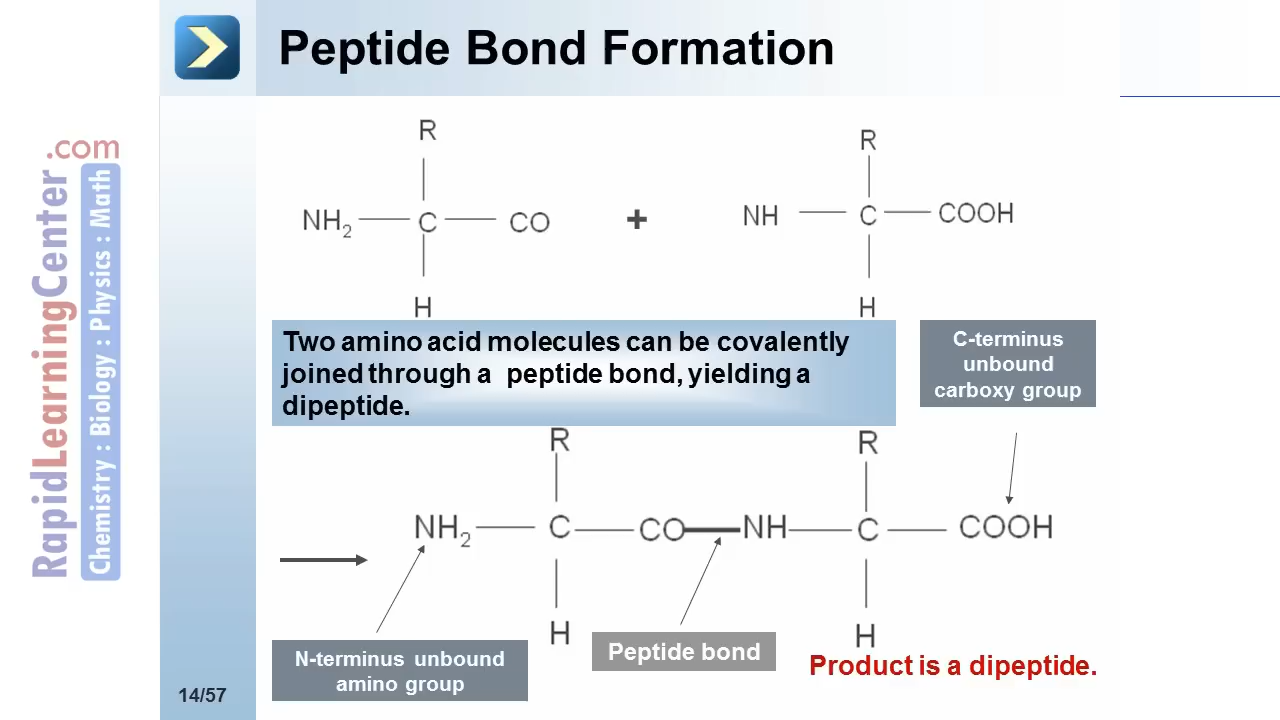 Peptide Bond Formation
RapidLearningCenter.com
Chemistry : Biology : Physics : Math
R
NH₂ C CO
H
+
R
NH C COOH
H
Two amino acid molecules can be covalently
joined through a peptide bond, yielding a
dipeptide.
C-terminus
unbound
carboxy group
R R
NH₂ C CO NH C COOH
H H
N-terminus unbound
amino group
Peptide bond
Product is a dipeptide.
14/57